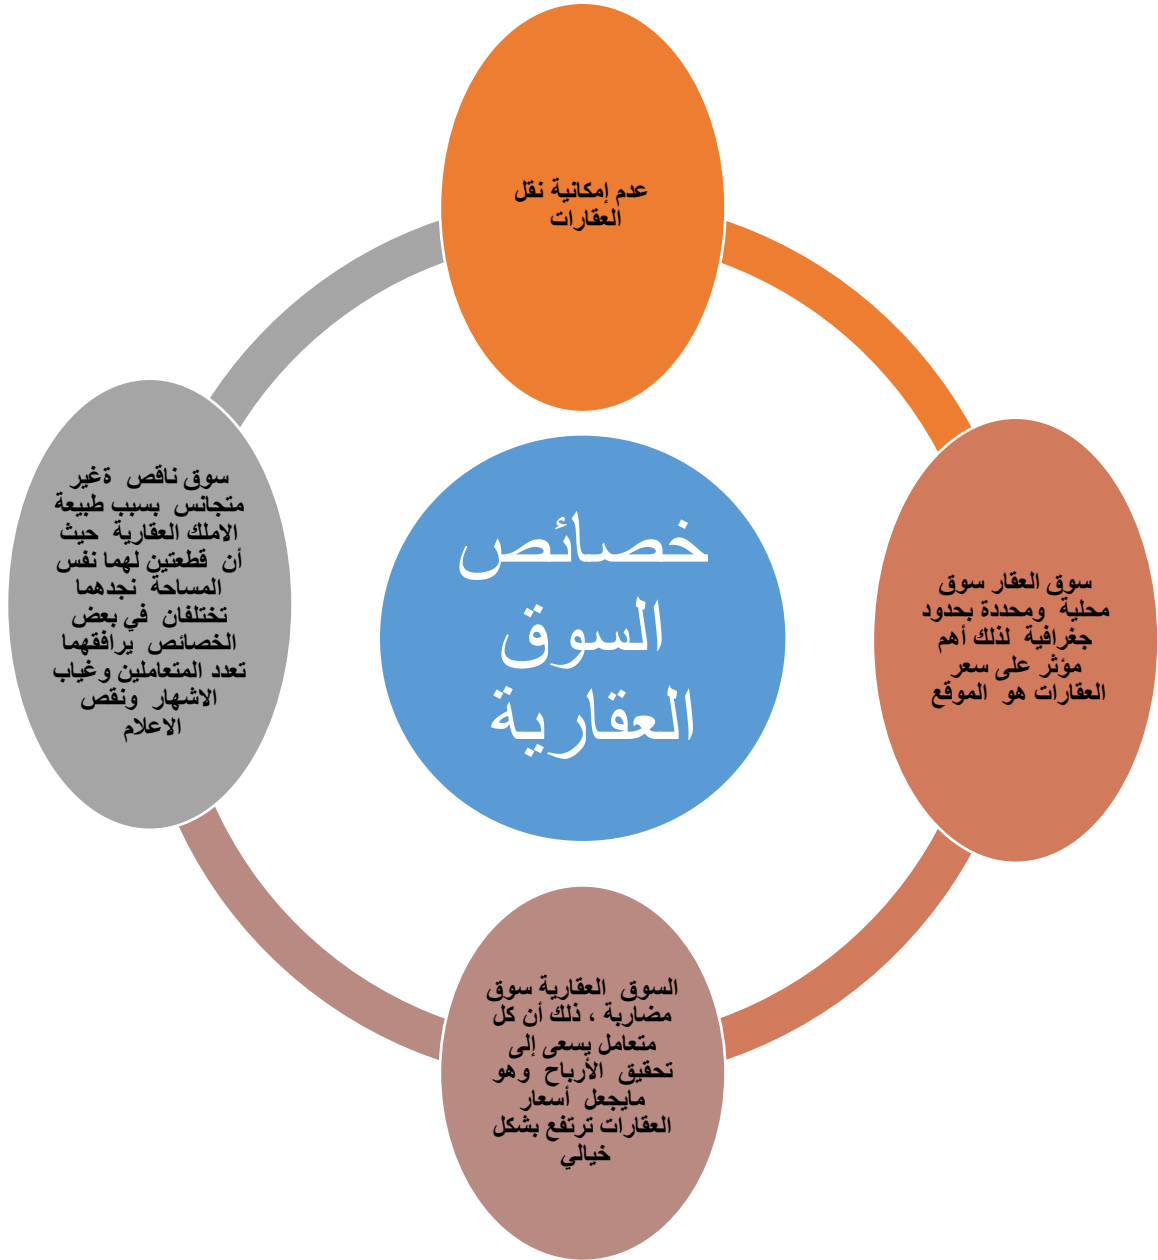 عدم إمكانية نقل
العقارات
خصائص
السوق
العقارية
سوق العقار سوق
محلية ومحددة بحدود
جغرافية لذلك أهم
مؤثر على سعر
العقارات هو الموقع
السوق العقارية سوق
مضاربة ، ذلك أن كل
متعامل يسعى إلى
تحقيق الأرباح وهو
مايجعل أسعار
العقارات ترتفع بشكل
خيالي
سوق ناقص ةغير
متجانس بسبب طبيعة
الاملك العقارية حيث
أن قطعتين لهما نفس
المساحة نجدهما
تختلفان في بعض
الخصائص يرافقهما
تعدد المتعاملين وغياب
الاشهار ونقص
الاعلام